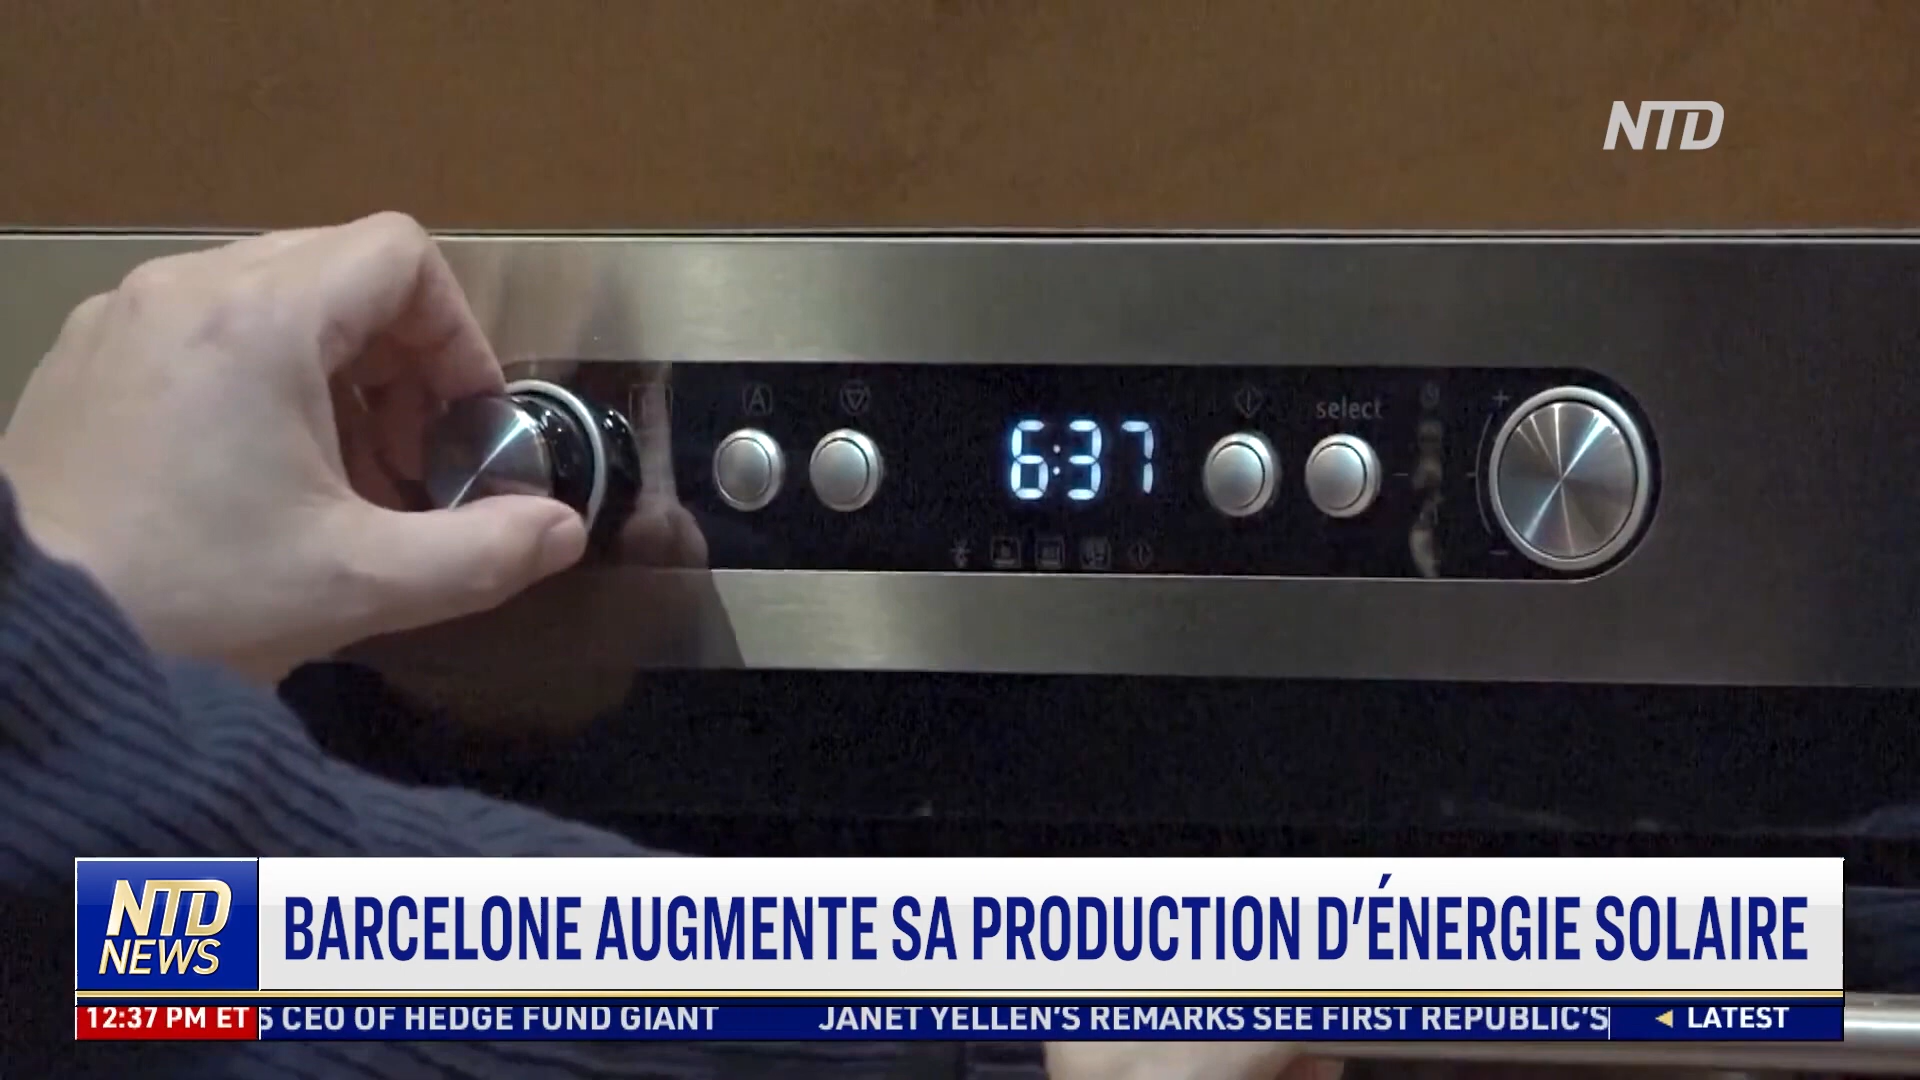 NTD
A
select
+
6:37
-
NTD
NEWS
BARCELONE AUGMENTE SA PRODUCTION D'ÉNERGIE SOLAIRE
12:37 PM ET
S CEO OF HEDGE FUND GIANT JANET YELLEN'S REMARKS SEE FIRST REPUBLIC'S
LATEST